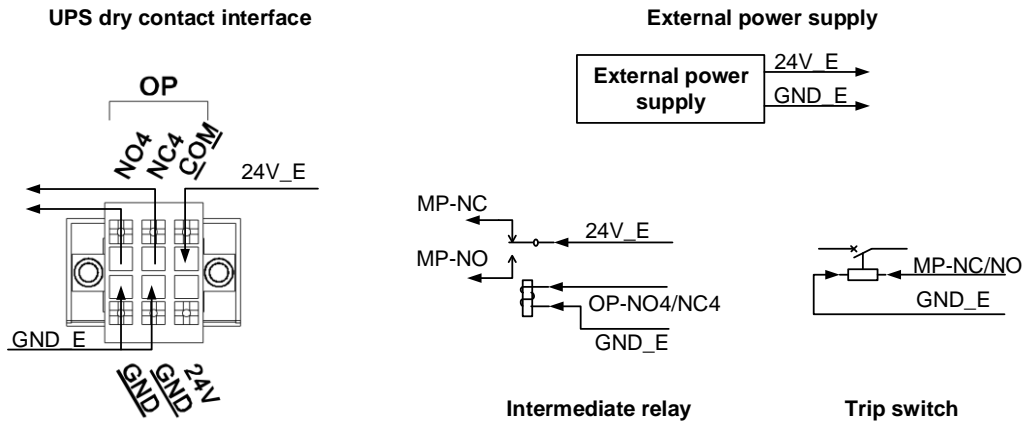 UPS dry contact interface
External power supply
OP
NO4
NC4
COM
24V_E
GND_E
GND
GND
24V
External power
supply
24V_E
GND_E
MP-NC
24V_E
MP-NO
OP-NO4/NC4
GND_E
MP-NC/NO
GND_E
Intermediate relay
Trip switch